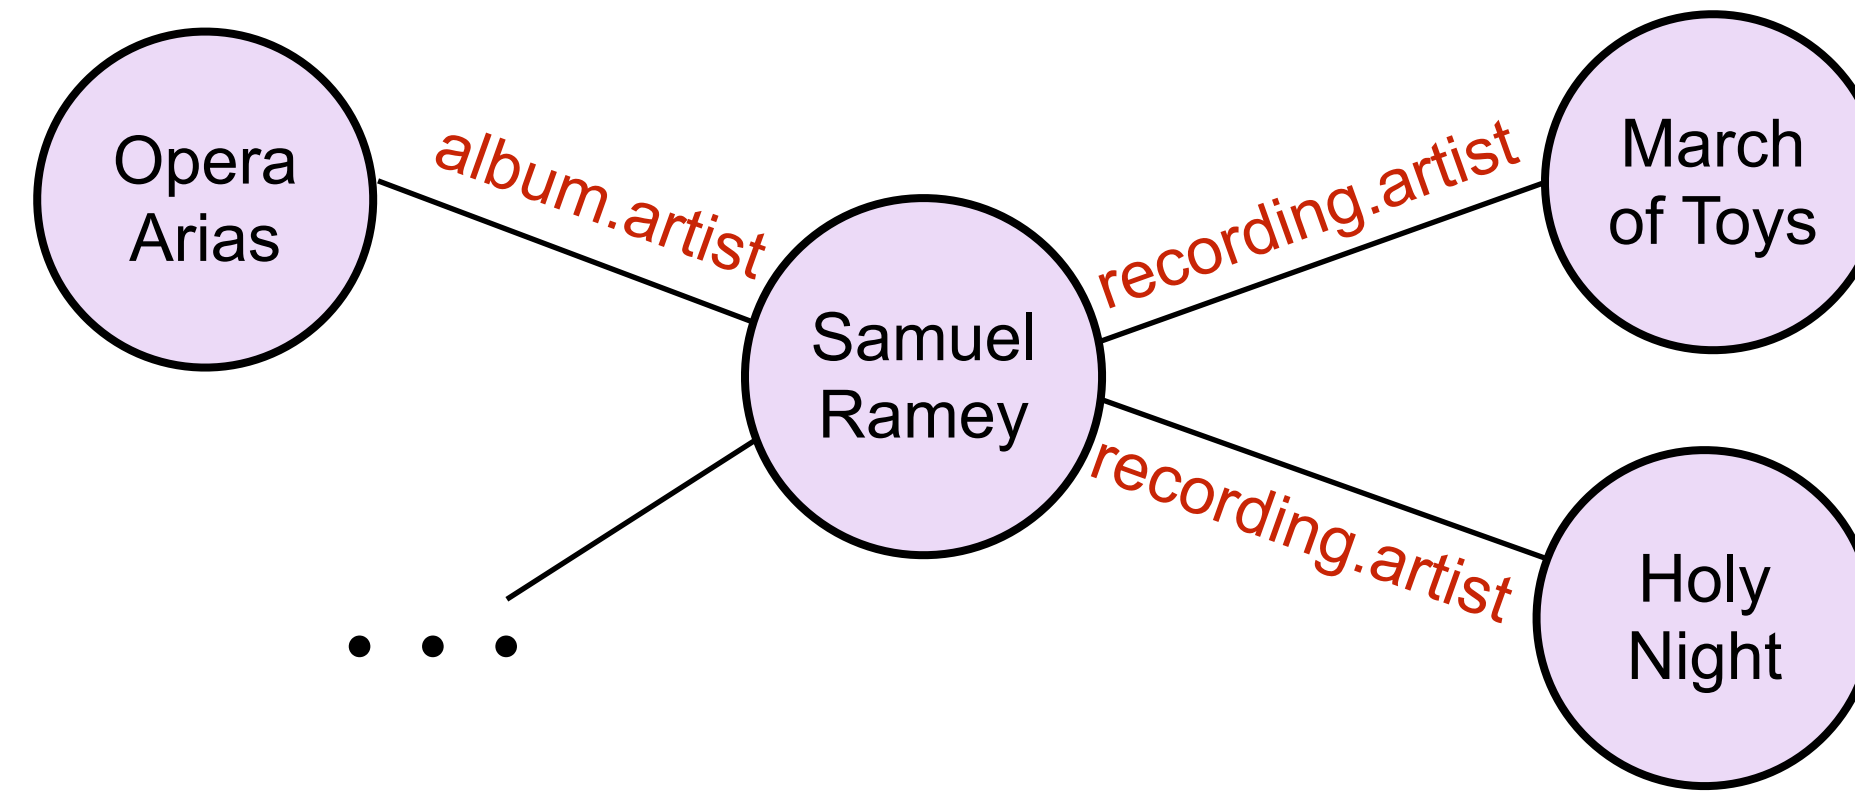 Opera
Arias
album.artist
Samuel
Ramey
recording.artist
March
of Toys
recording.artist
Holy
Night
. . .